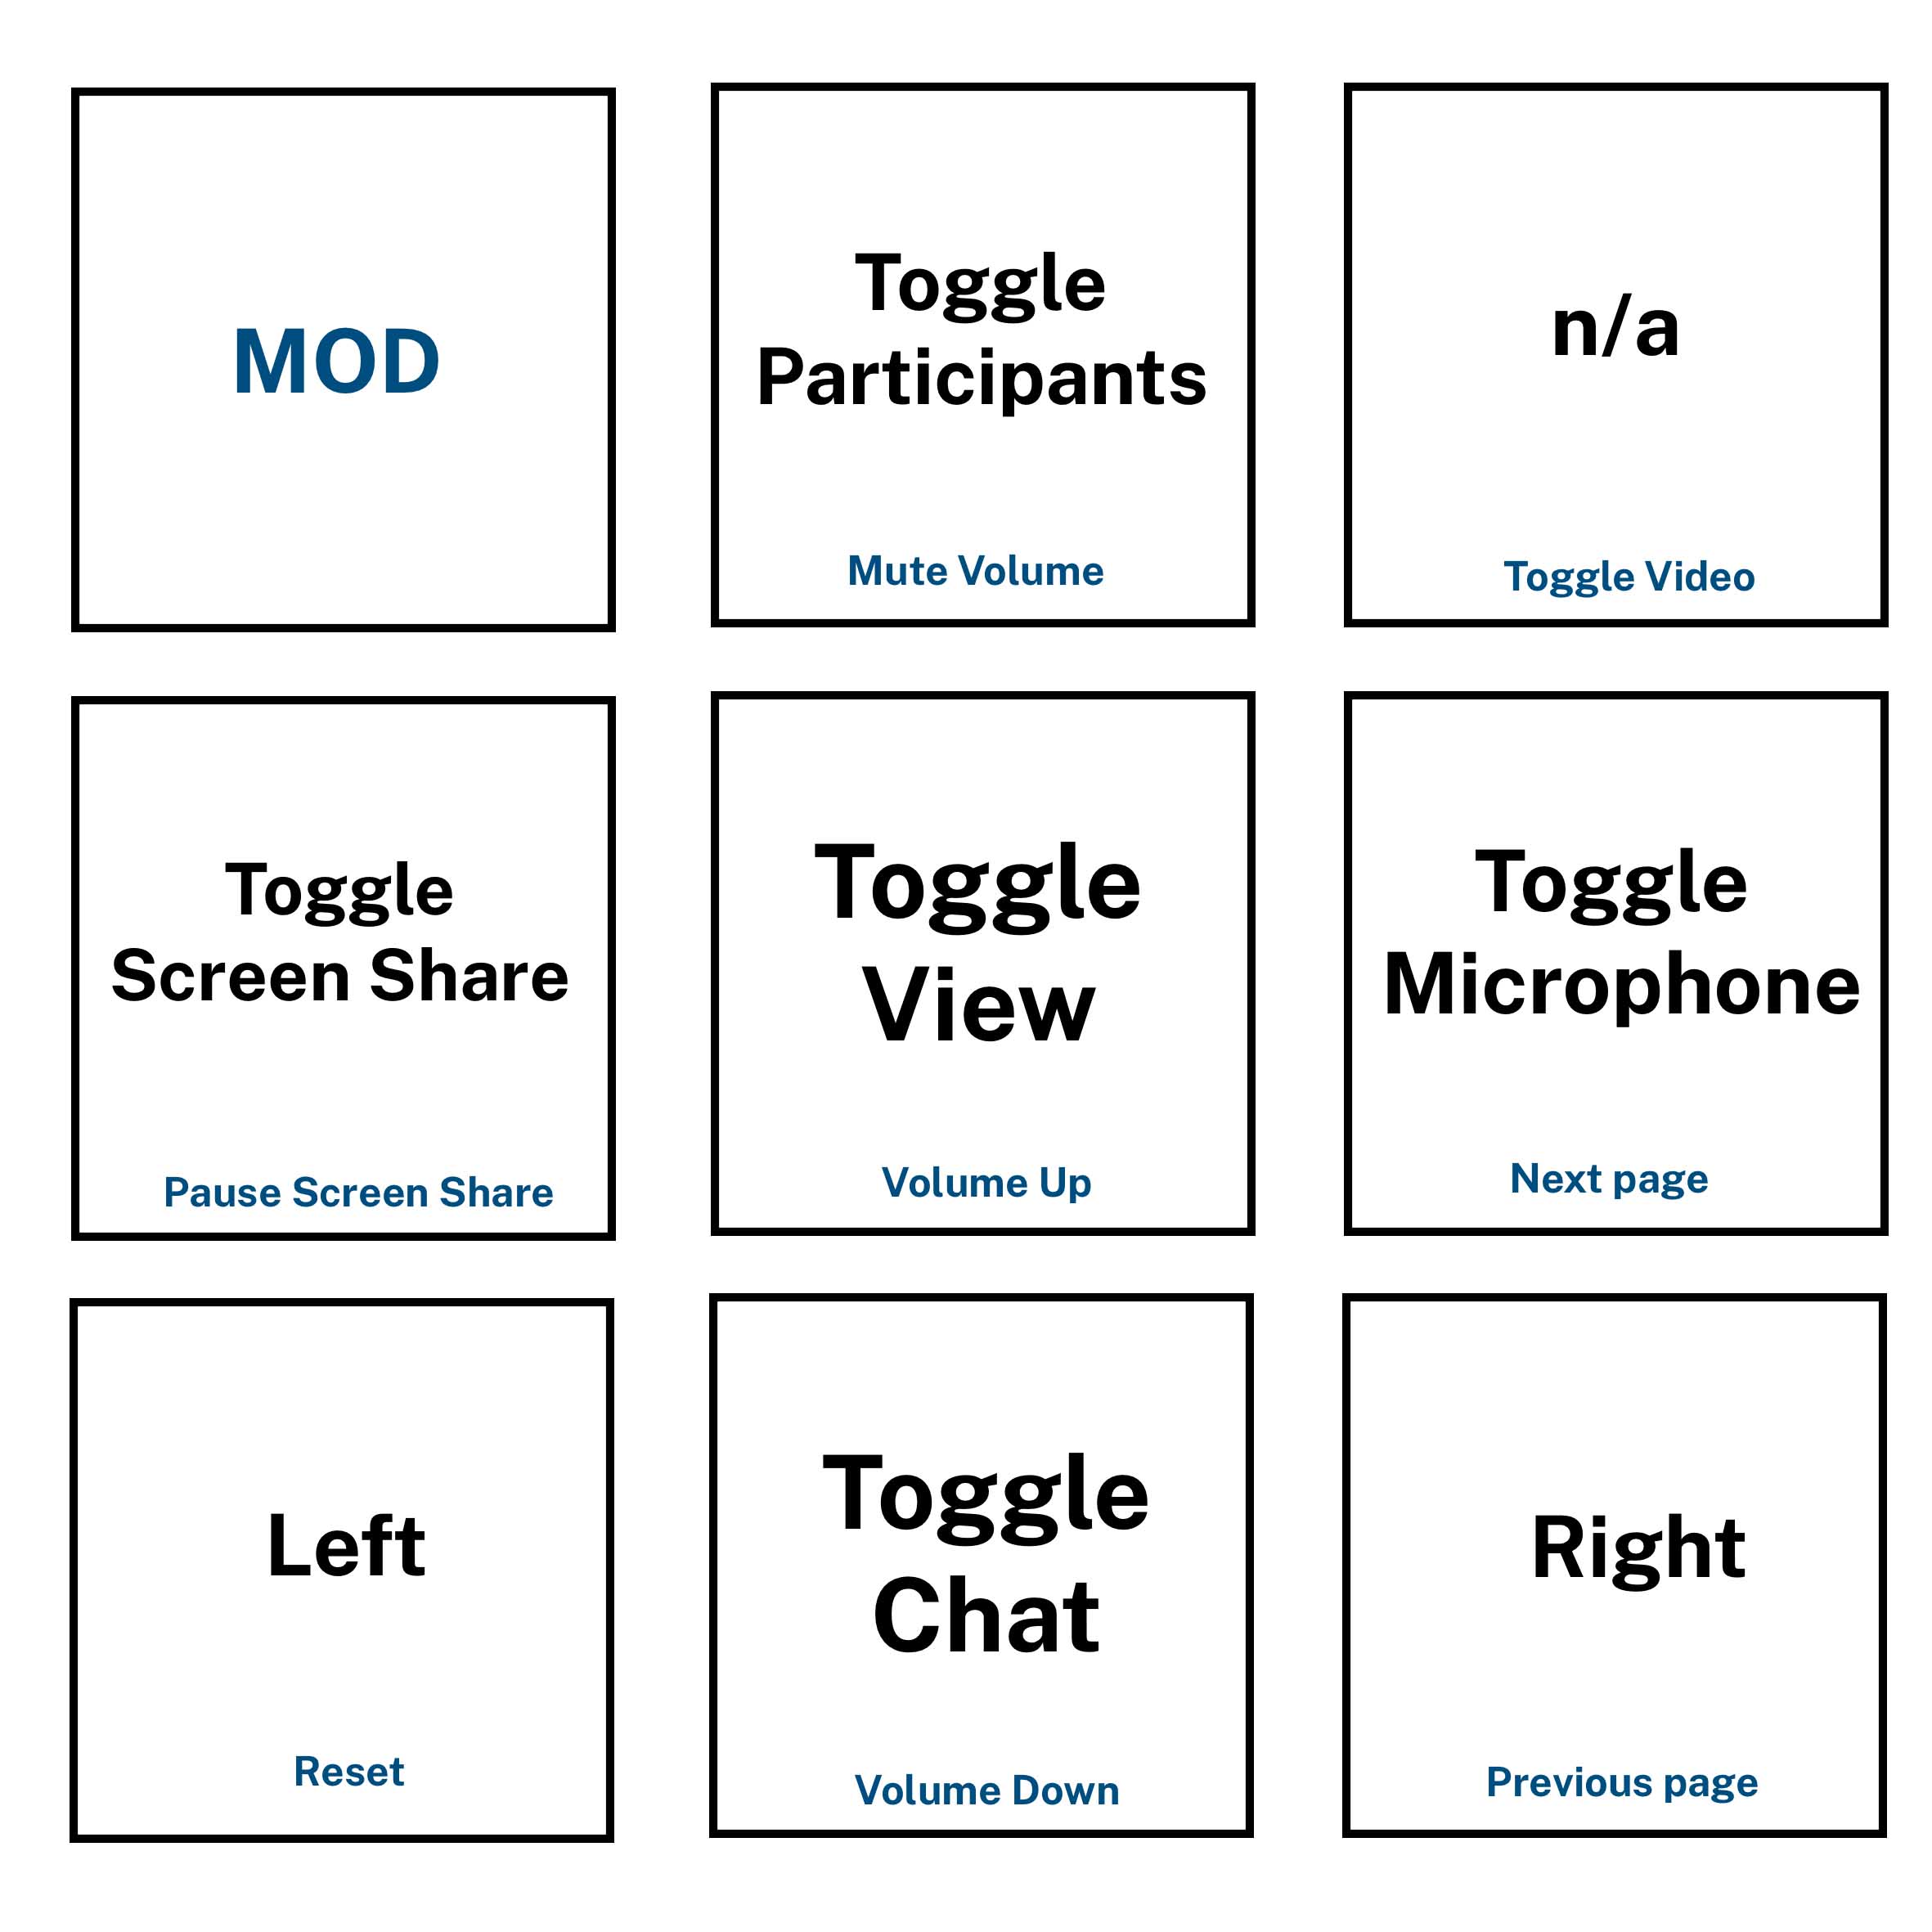 MOD
Toggle
Participants
Mute Volume
n/a
Toggle Video
Toggle
Screen Share
Pause Screen Share
Toggle
View
Volume Up
Toggle
Microphone
Next page
Left
Reset
Toggle
Chat
Volume Down
Right
Previous page